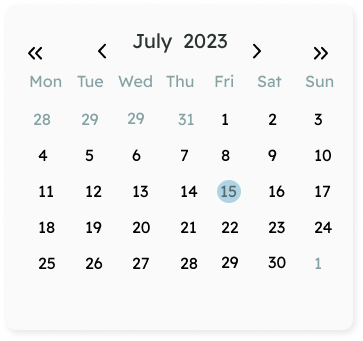 « < July 2023 > »
Mon Tue Wed Thu Fri Sat Sun
28 29 29 31 1 2 3
4 5 6 7 8 9 10
11 12 13 14 15 16 17
18 19 20 21 22 23 24
25 26 27 28 29 30 1